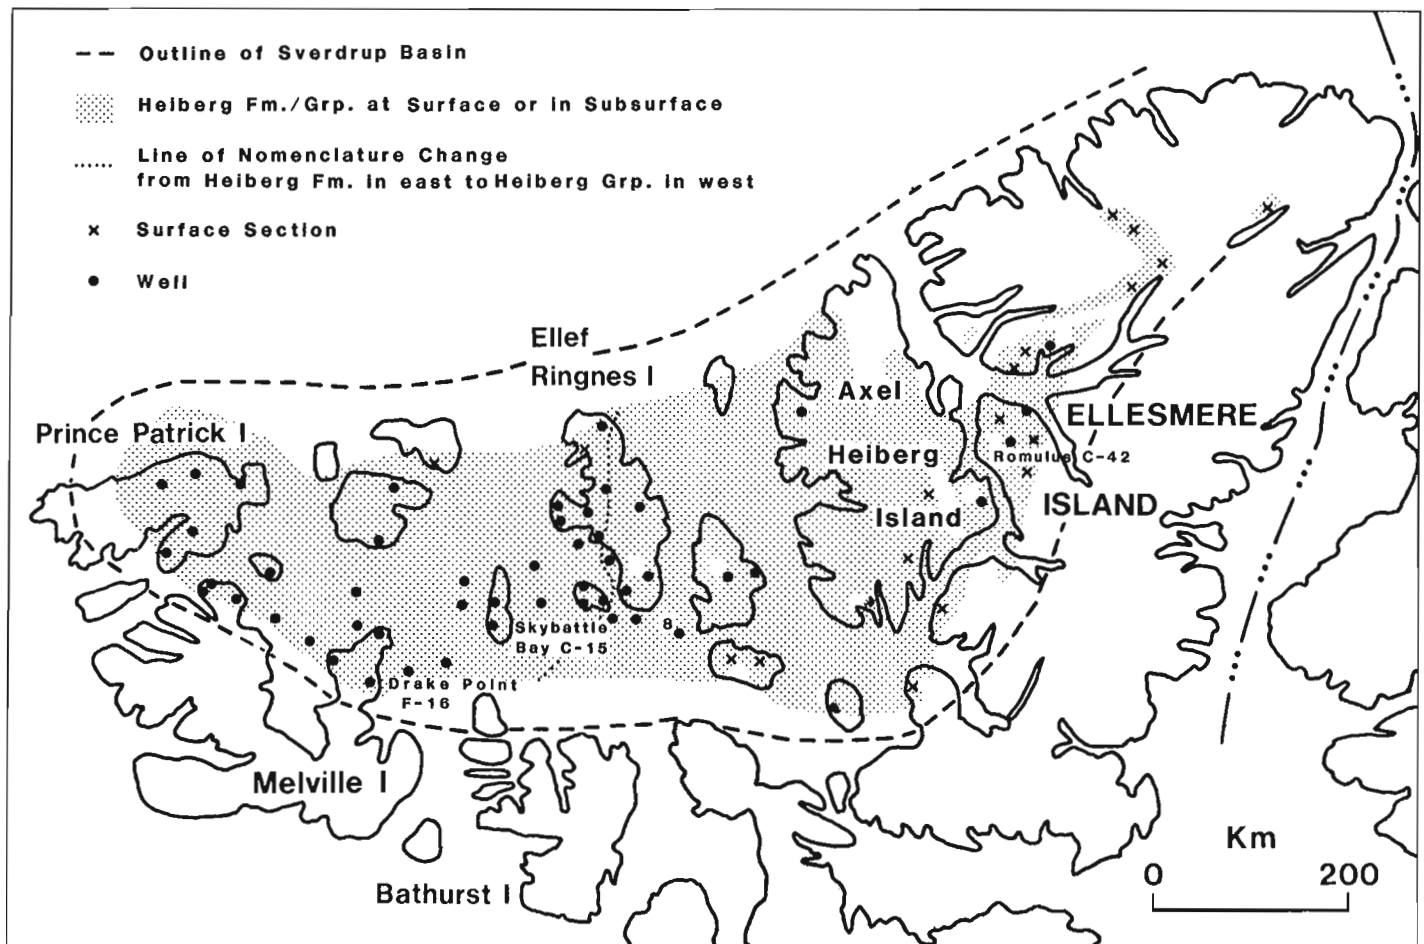 Outline of Sverdrup Basin
Heiberg Fm./Grp. at Surface or in Subsurface
Line of Nomenclature Change
from Heiberg Fm. in east to Heiberg Grp. in west
x Surface Section
Well
Ellef
Ringnes I
Prince Patrick I
Axel
Heiberg
Island
ELLESMERE
Romulus C-42
ISLAND
8
Skybattle
Bay C-15
Drake Point
F-16
Melville I
Bathurst I
Km
0 200